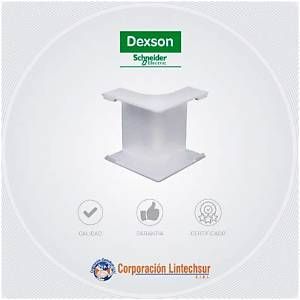 Dexson
Schneider
Electric
CALIDAD
GARANTIA
CERTIFICADO
Corporación Lintechsur
E.I.R.L.